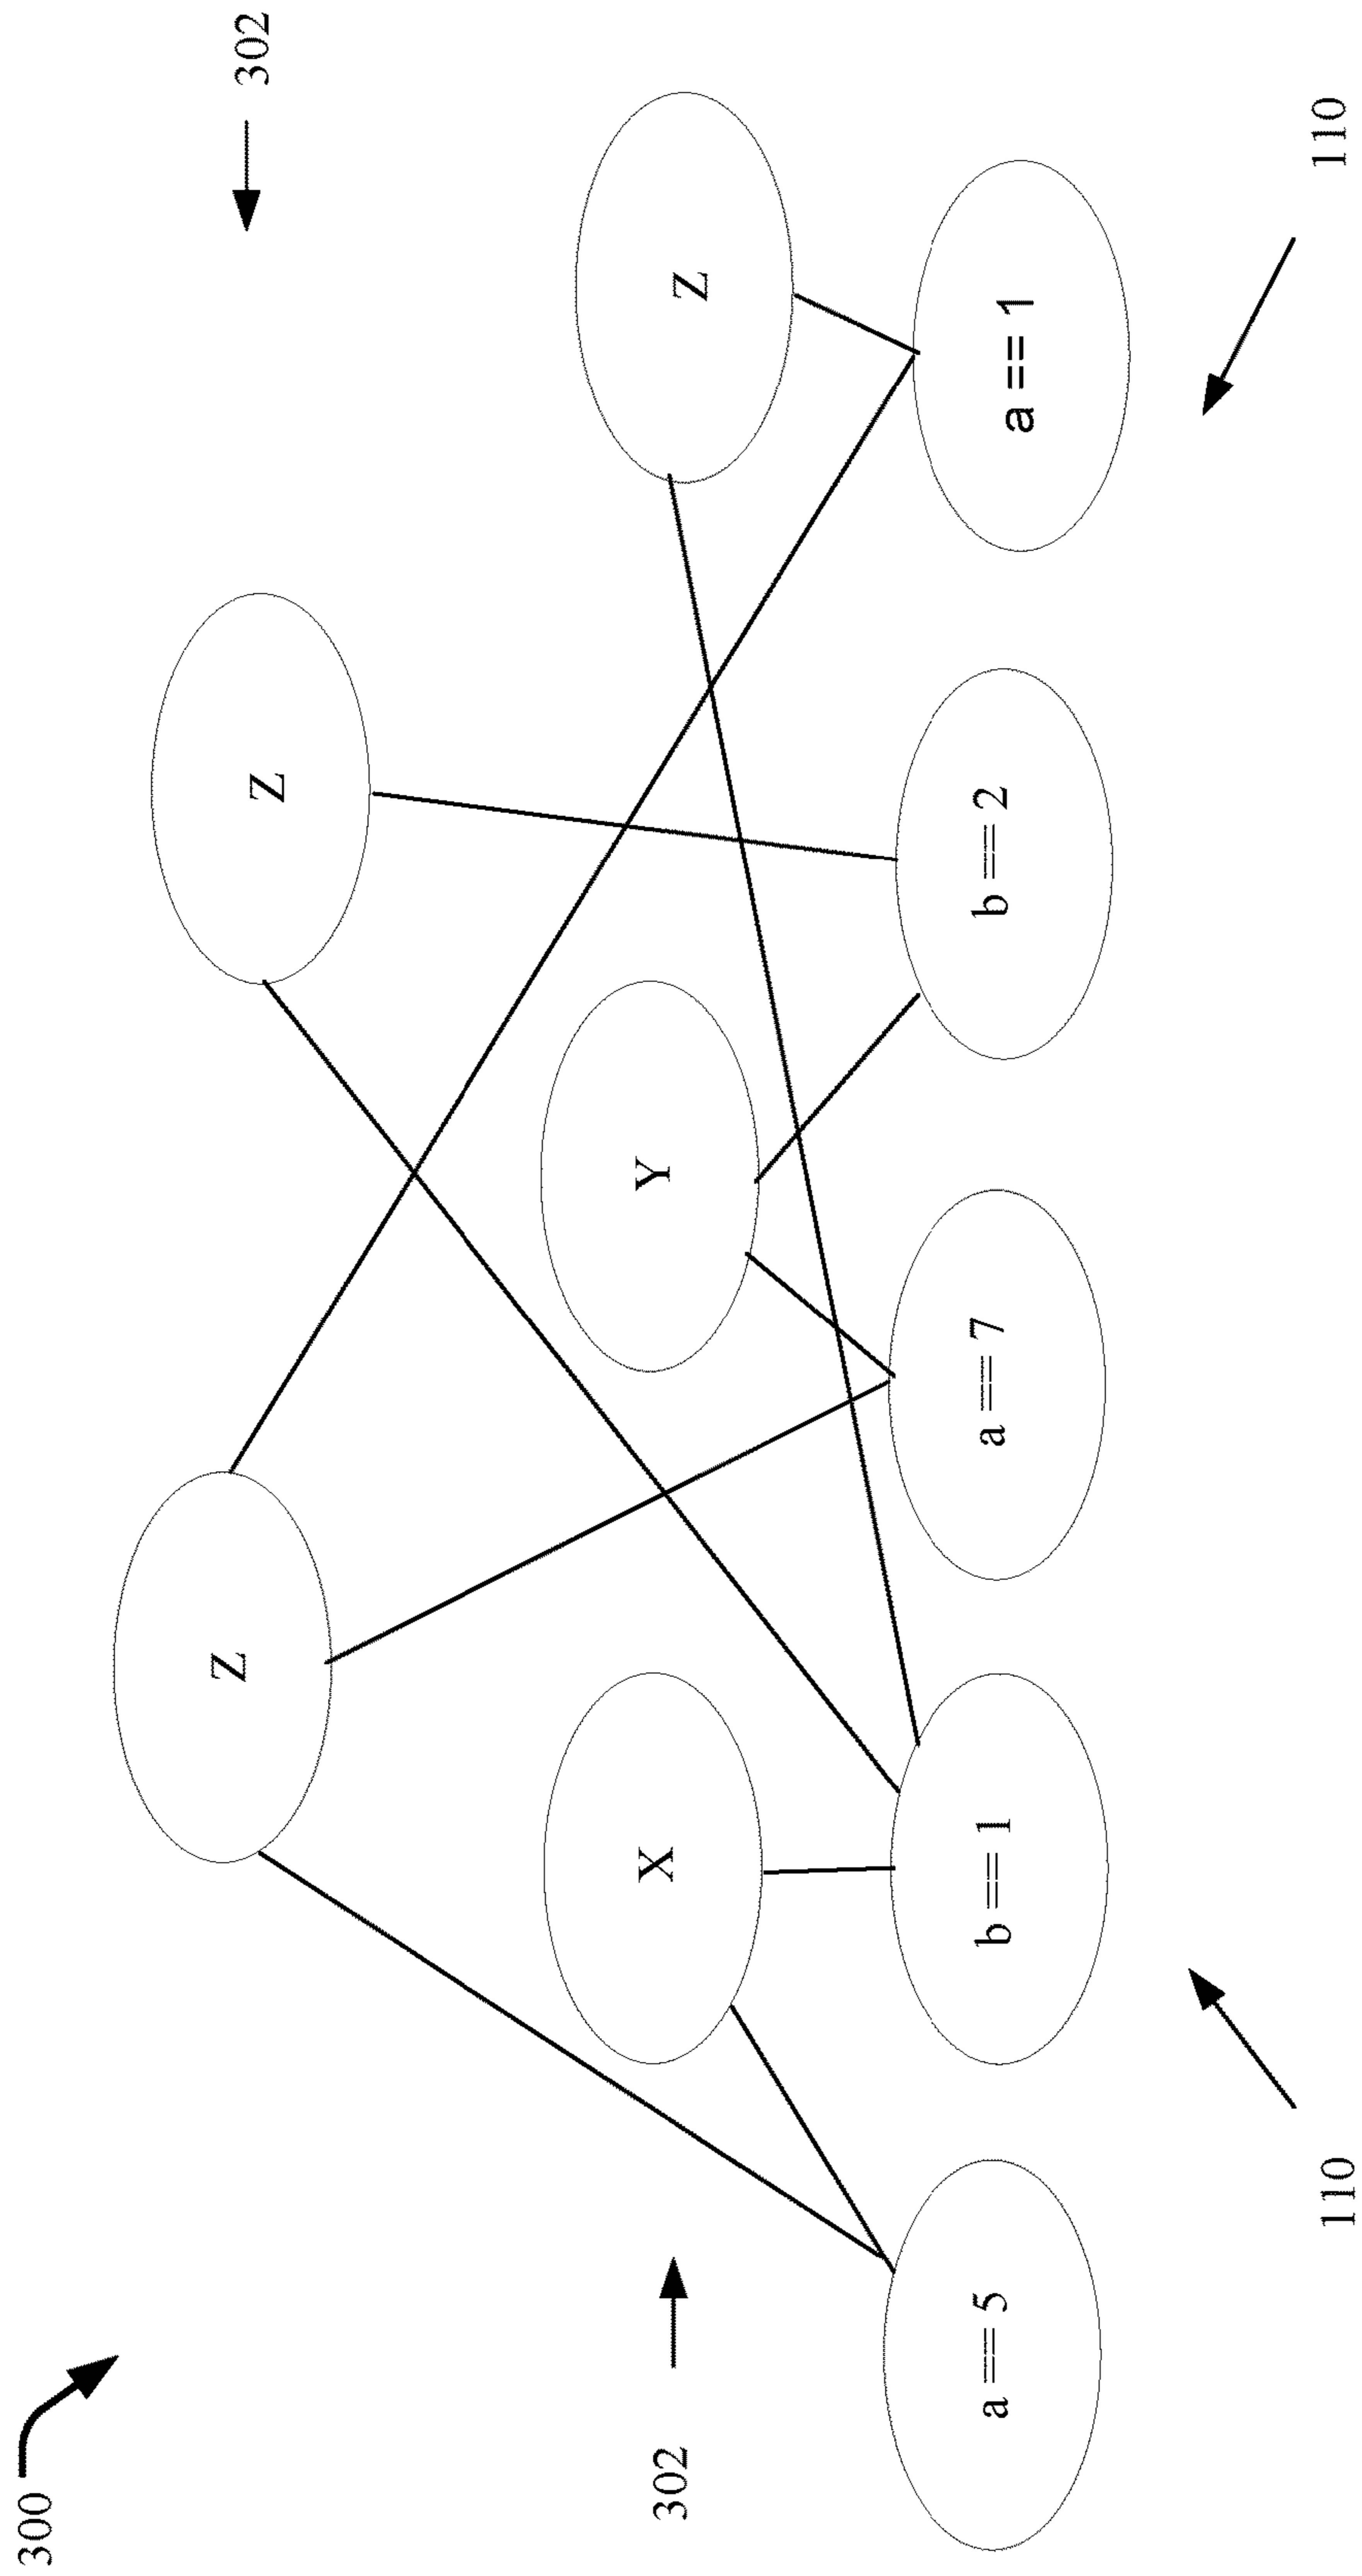 300
302
Z
Z
302
X
Y
Z
a == 5
b == 1
a == 7
b == 2
a == 1
110
110